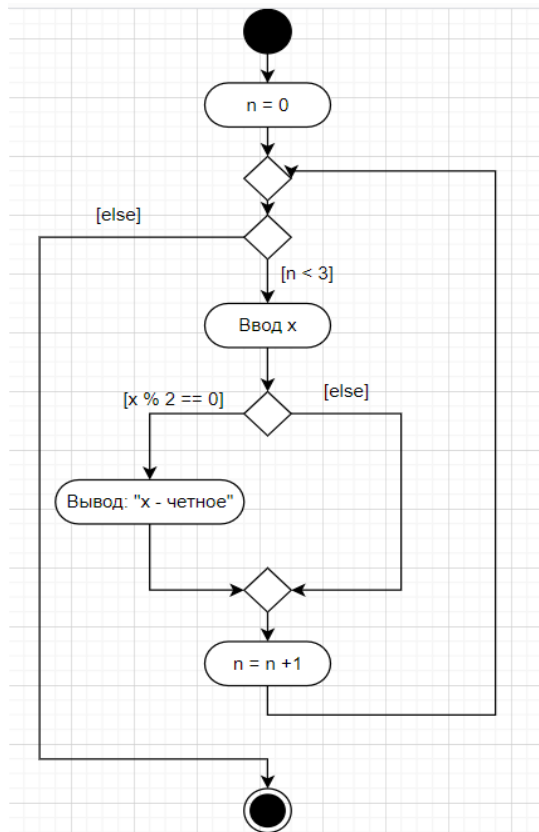 n = 0
[else]
[n < 3]
Ввод x
[x % 2 == 0]
[else]
Вывод: "x - четное"
n = n +1